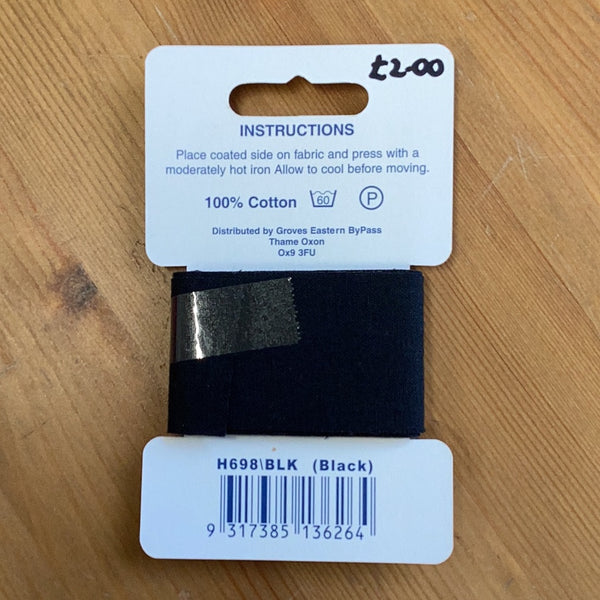 £2.00
INSTRUCTIONS
Place coated side on fabric and press with a
moderately hot iron Allow to cool before moving.
100% Cotton 60 P
Distributed by Groves Eastern ByPass
Thame Oxon
Ox9 3FU
H698\BLK (Black)
9 317385 136264